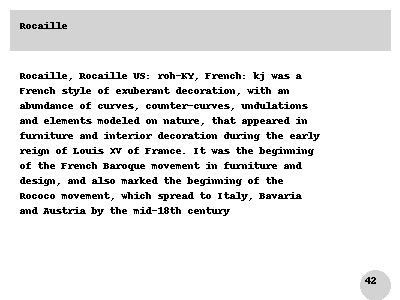 Rocaille
Rocaille, Rocaille US: roh-KY, French: kj was a
French style of exuberant decoration, with an
abundance of curves, counter-curves, undulations
and elements modeled on nature, that appeared in
furniture and interior decoration during the early
reign of Louis XV of France. It was the beginning
of the French Baroque movement in furniture and
design, and also marked the beginning of the
Rococo movement, which spread to Italy, Bavaria
and Austria by the mid-18th century
42